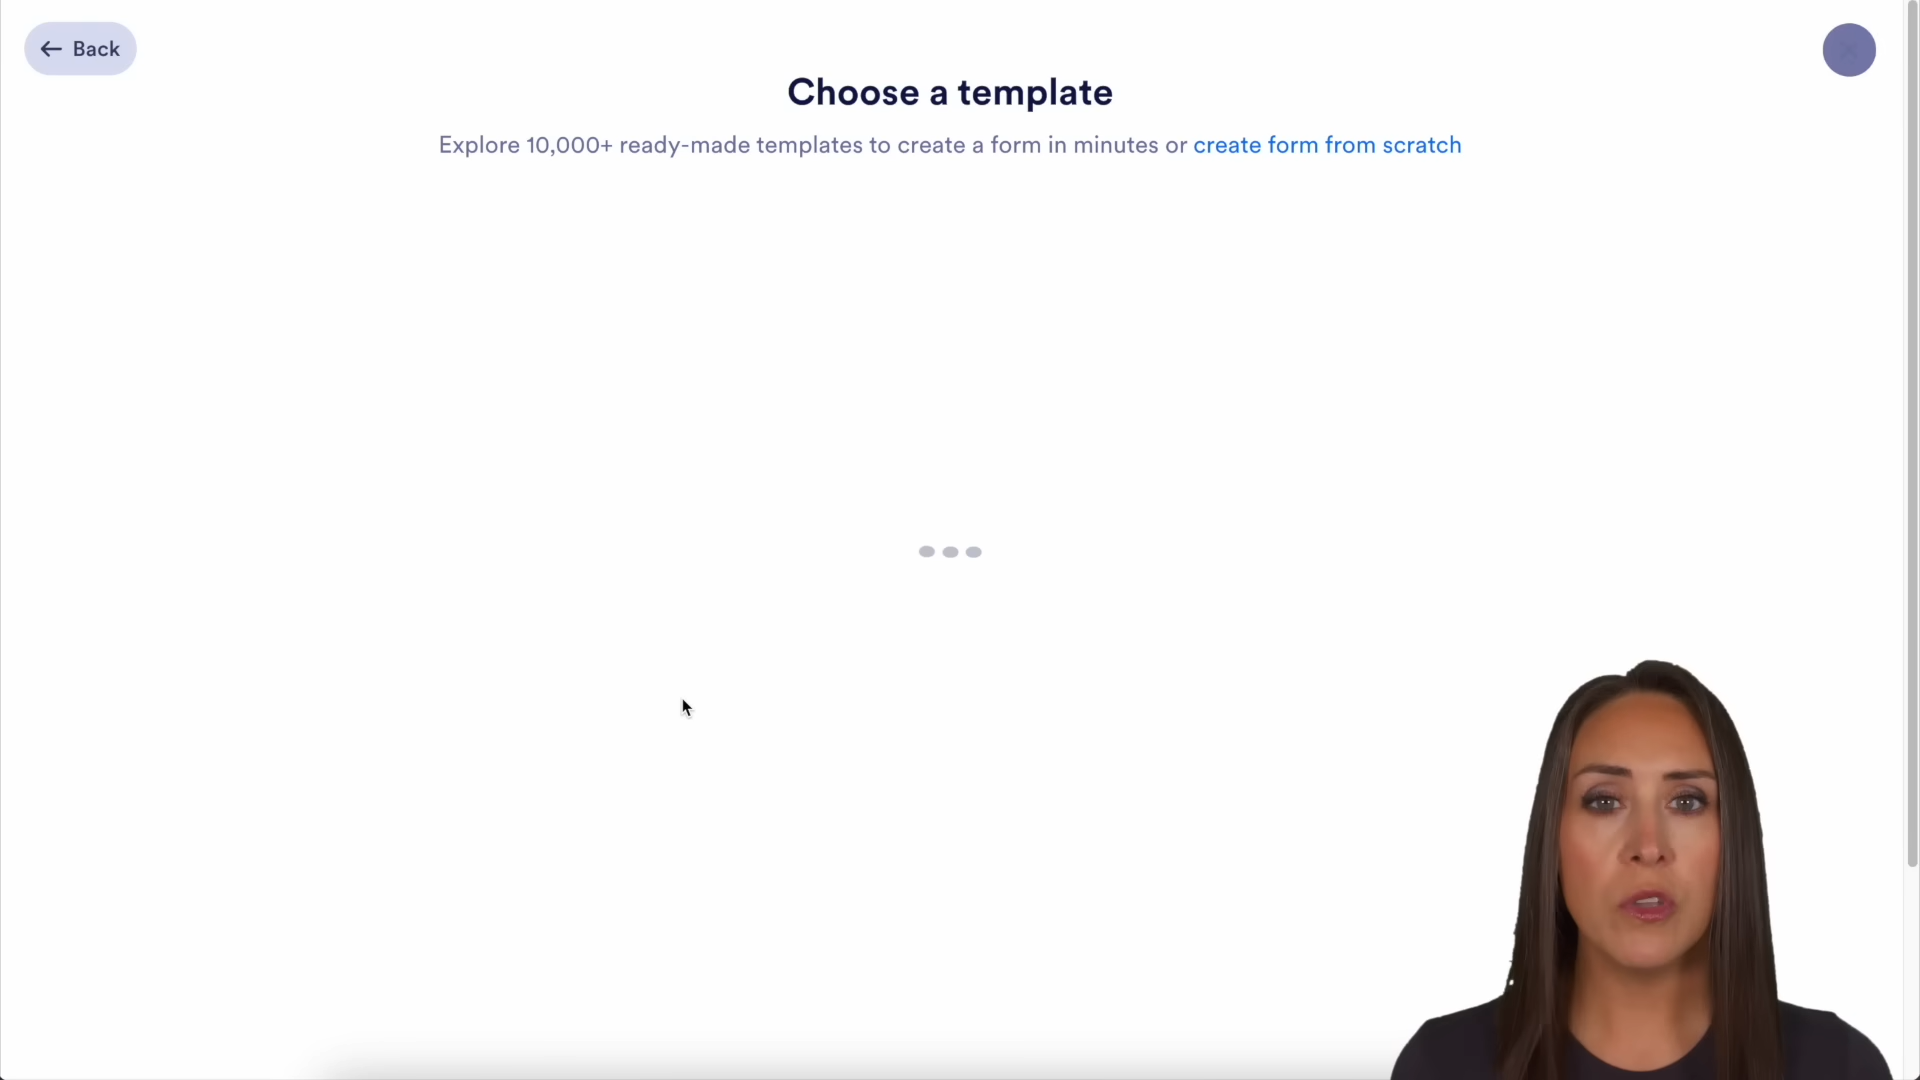 Back
Choose a template
Explore 10,000+ ready-made templates to create a form in minutes or create form from scratch